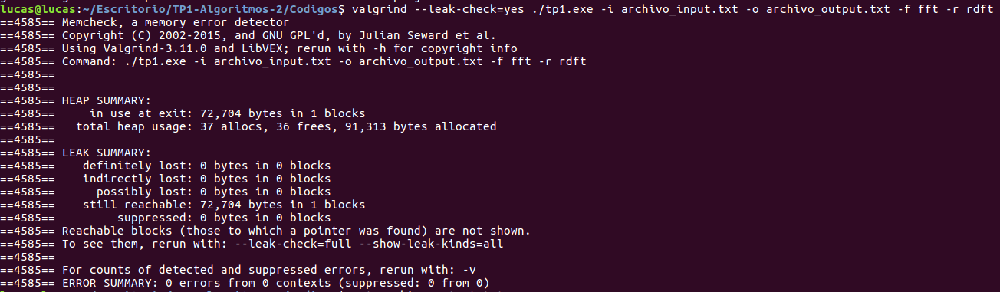 lucas@lucas:~/Escritorio/TP1-Algoritmos-2/Codigos$ valgrind --leak-check=yes ./tp1.exe -i archivo_input.txt -o archivo_output.txt -f fft -r rdft
==4585== Memcheck, a memory error detector
==4585== Copyright (C) 2002-2015, and GNU GPL'd, by Julian Seward et al.
==4585== Using Valgrind-3.11.0 and LibVEX; rerun with -h for copyright info
==4585== Command: ./tp1.exe -i archivo_input.txt -o archivo_output.txt -f fft -r rdft
==4585==
==4585==
==4585== HEAP SUMMARY:
==4585==     in use at exit: 72,704 bytes in 1 blocks
==4585==   total heap usage: 37 allocs, 36 frees, 91,313 bytes allocated
==4585==
==4585== LEAK SUMMARY:
==4585==    definitely lost: 0 bytes in 0 blocks
==4585==    indirectly lost: 0 bytes in 0 blocks
==4585==      possibly lost: 0 bytes in 0 blocks
==4585==    still reachable: 72,704 bytes in 1 blocks
==4585==         suppressed: 0 bytes in 0 blocks
==4585== Reachable blocks (those to which a pointer was found) are not shown.
==4585== To see them, rerun with: --leak-check=full --show-leak-kinds=all
==4585==
==4585== For counts of detected and suppressed errors, rerun with: -v
==4585== ERROR SUMMARY: 0 errors from 0 contexts (suppressed: 0 from 0)